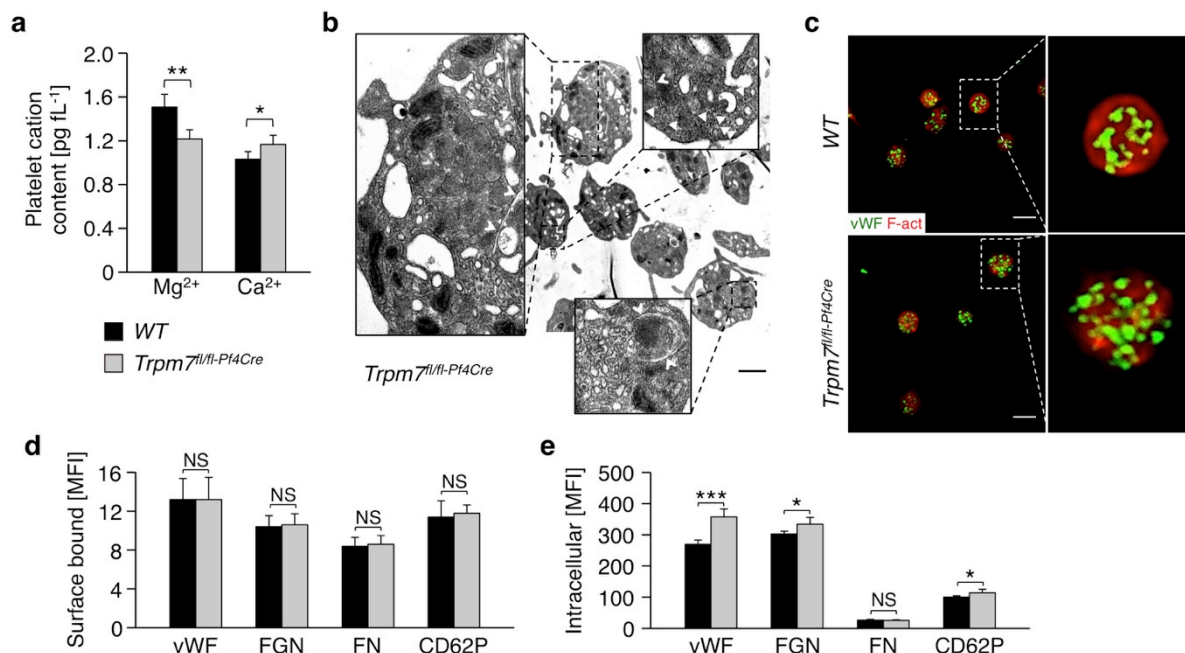 a
2.0
1.6
1.2
0.8
0.4
0
Platelet cation
content [pg fL⁻¹]
**
*
Mg²⁺ Ca²⁺
WT
Trpm7ᶠˡ/ᶠˡ⁻ᴾᶠ⁴ᶜʳᵉ
b
Trpm7ᶠˡ/ᶠˡ⁻ᴾᶠ⁴ᶜʳᵉ
c
WT
vWF F-act
Trpm7ᶠˡ/ᶠˡ⁻ᴾᶠ⁴ᶜʳᵉ
d
16
12
8
4
0
Surface bound [MFI]
NS NS NS NS
vWF FGN FN CD62P
e
500
400
300
200
100
0
Intracellular [MFI]
*** * NS *
vWF FGN FN CD62P